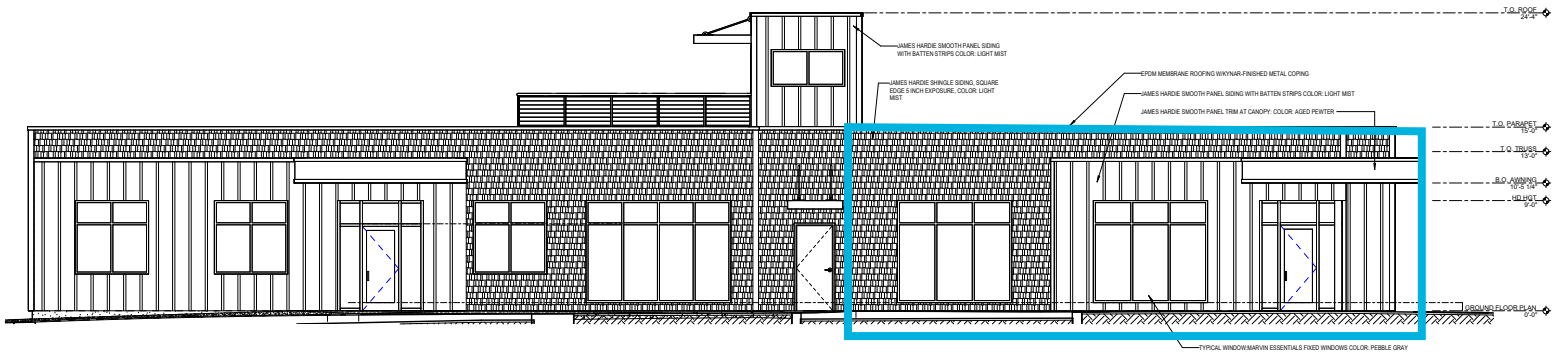 T.O. ROOF
24'-4"
JAMES HARDIE SMOOTH PANEL SIDING
WITH BATTEN STRIPS COLOR: LIGHT MIST
EPDM MEMBRANE ROOFING W/KYNAR-FINISHED METAL COPING
JAMES HARDIE SHINGLE SIDING, SQUARE
EDGE 5 INCH EXPOSURE, COLOR: LIGHT
MIST
JAMES HARDIE SMOOTH PANEL SIDING WITH BATTEN STRIPS COLOR: LIGHT MIST
JAMES HARDIE SMOOTH PANEL TRIM AT CANOPY: COLOR: AGED PEWTER
T.O. PARAPET
15'-0"
T.O. TRUSS
13'-0"
B.O. AWNING
10'-5 1/4"
HD HGT
9'-0"
GROUND FLOOR PLAN
0'-0"
TYPICAL WINDOW:MARVIN ESSENTIALS FIXED WINDOWS COLOR: PEBBLE GRAY